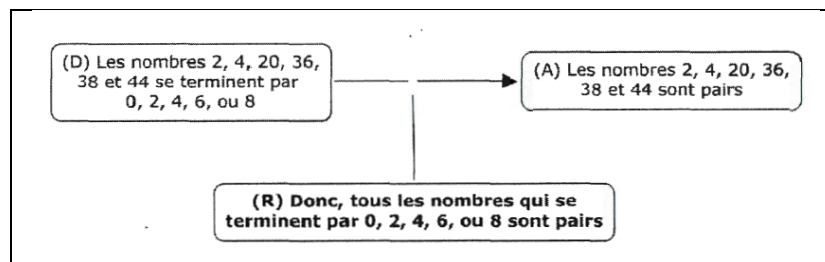 (D) Les nombres 2, 4, 20, 36,
38 et 44 se terminent par
0, 2, 4, 6, ou 8
(A) Les nombres 2, 4, 20, 36,
38 et 44 sont pairs
(R) Donc, tous les nombres qui se
terminent par 0, 2, 4, 6, ou 8 sont pairs